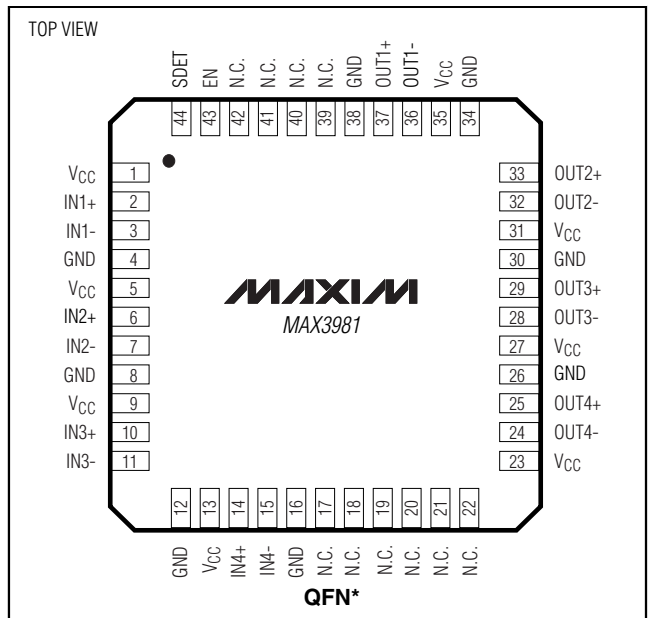 TOP VIEW
SDET EN N.C. N.C. N.C. N.C. GND OUT1+ OUT1- VCC GND
44 43 42 41 40 39 38 37 36 35 34
VCC 1 33 OUT2+
IN1+ 2 32 OUT2-
IN1- 3 31 VCC
GND 4 30 GND
VCC 5 29 OUT3+
IN2+ 6 28 OUT3-
IN2- 7 27 VCC
GND 8 26 GND
VCC 9 25 OUT4+
IN3+ 10 24 OUT4-
IN3- 11 23 VCC
MAXIM
MAX3981
12 13 14 15 16 17 18 19 20 21 22
GND VCC IN4+ IN4- GND N.C. N.C. N.C. N.C. N.C. N.C.
QFN*